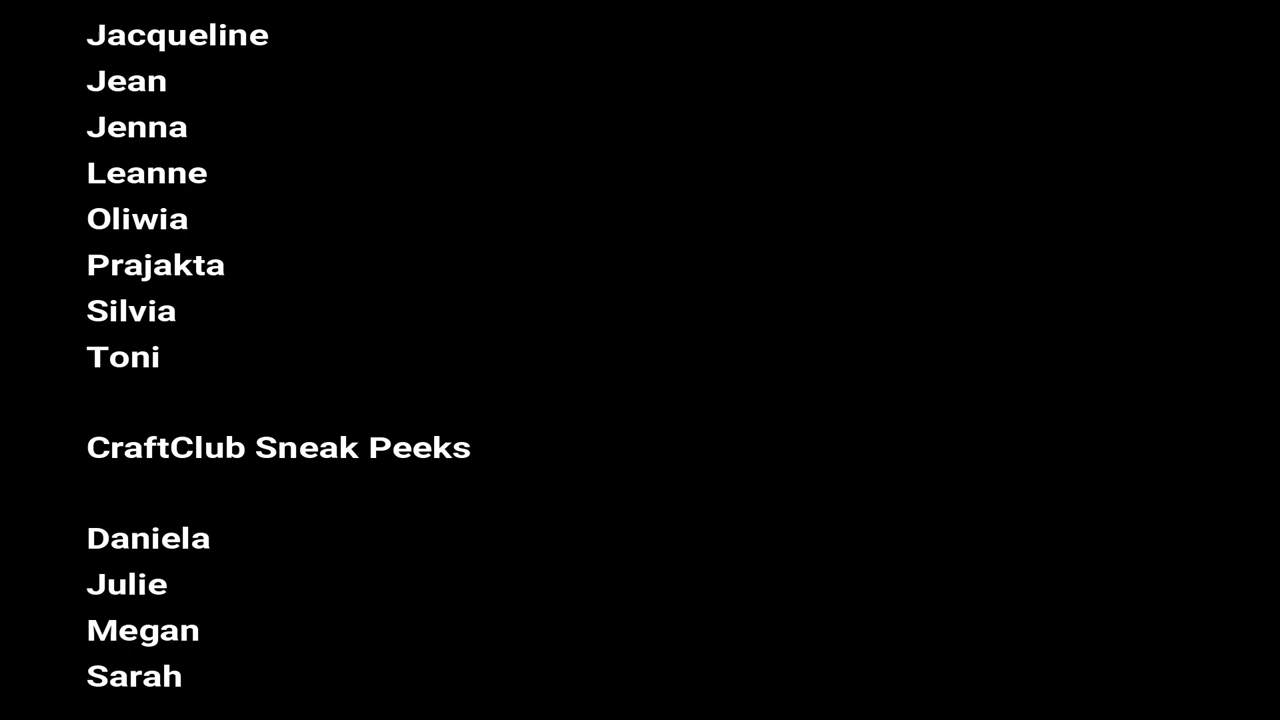 Jacqueline
Jean
Jenna
Leanne
Oliwia
Prajakta
Silvia
Toni
CraftClub Sneak Peeks
Daniela
Julie
Megan
Sarah